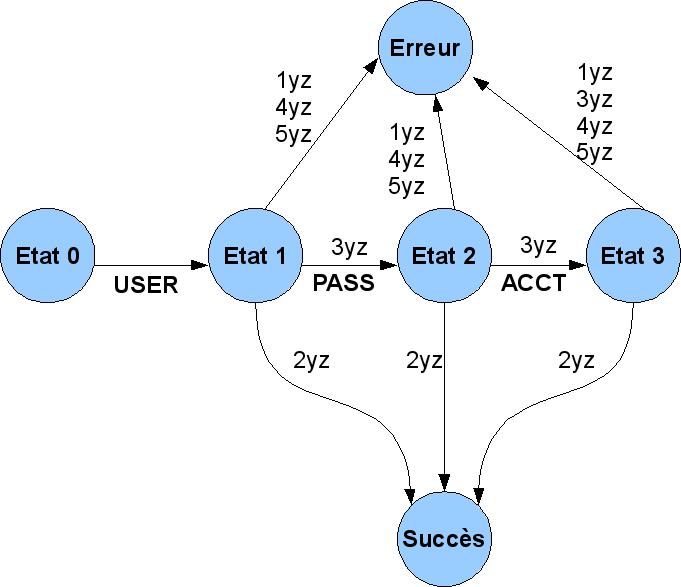 Erreur
1yz
4yz
5yz
1yz
4yz
5yz
1yz
3yz
4yz
5yz
Etat 0
USER
Etat 1
3yz
PASS
Etat 2
3yz
ACCT
Etat 3
2yz
2yz
2yz
Succès